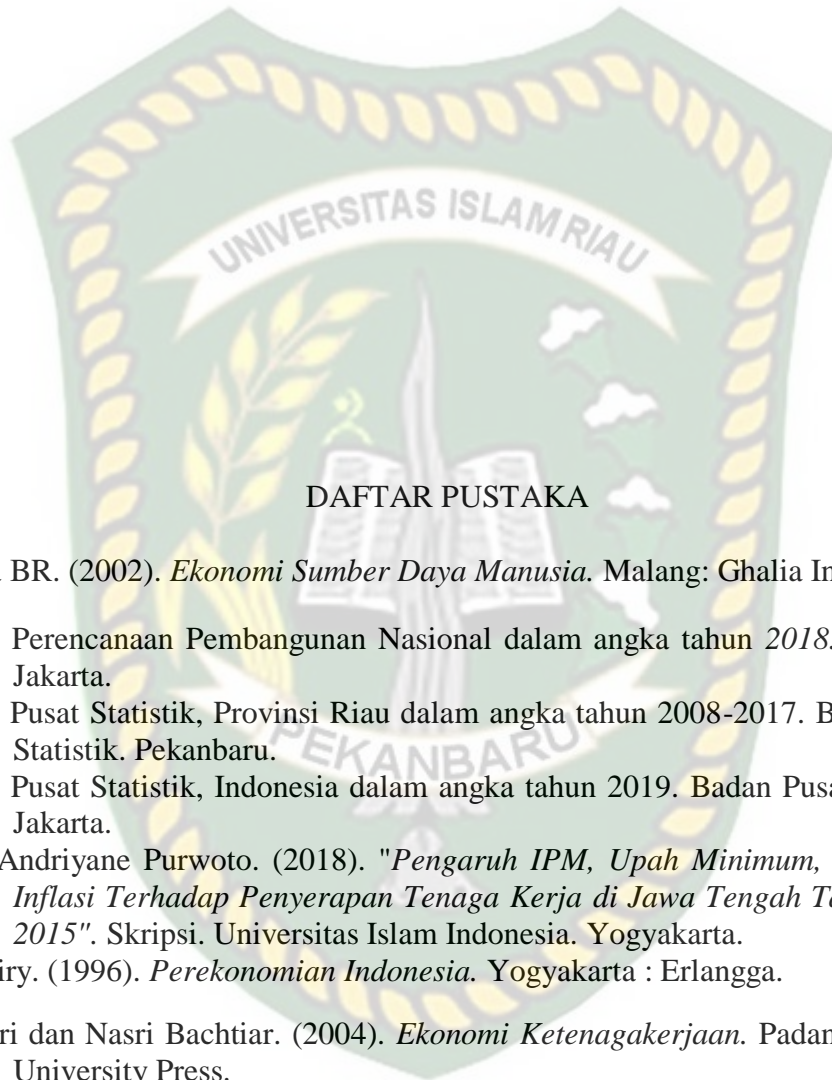 UNIVERSITAS ISLAM RIAU
DAFTAR PUSTAKA
BR. (2002). Ekonomi Sumber Daya Manusia. Malang: Ghalia In
Perencanaan Pembangunan Nasional dalam angka tahun 2018.
Jakarta.
Pusat Statistik, Provinsi Riau dalam angka tahun 2008-2017. B
Statistik. Pekanbaru.
Pusat Statistik, Indonesia dalam angka tahun 2019. Badan Pusa
Jakarta.
Andriyane Purwoto. (2018). "Pengaruh IPM, Upah Minimum,
Inflasi Terhadap Penyerapan Tenaga Kerja di Jawa Tengah Ta
2015". Skripsi. Universitas Islam Indonesia. Yogyakarta.
iry. (1996). Perekonomian Indonesia. Yogyakarta : Erlangga.
ri dan Nasri Bachtiar. (2004). Ekonomi Ketenagakerjaan. Padan
University Press.
PEKANBARU